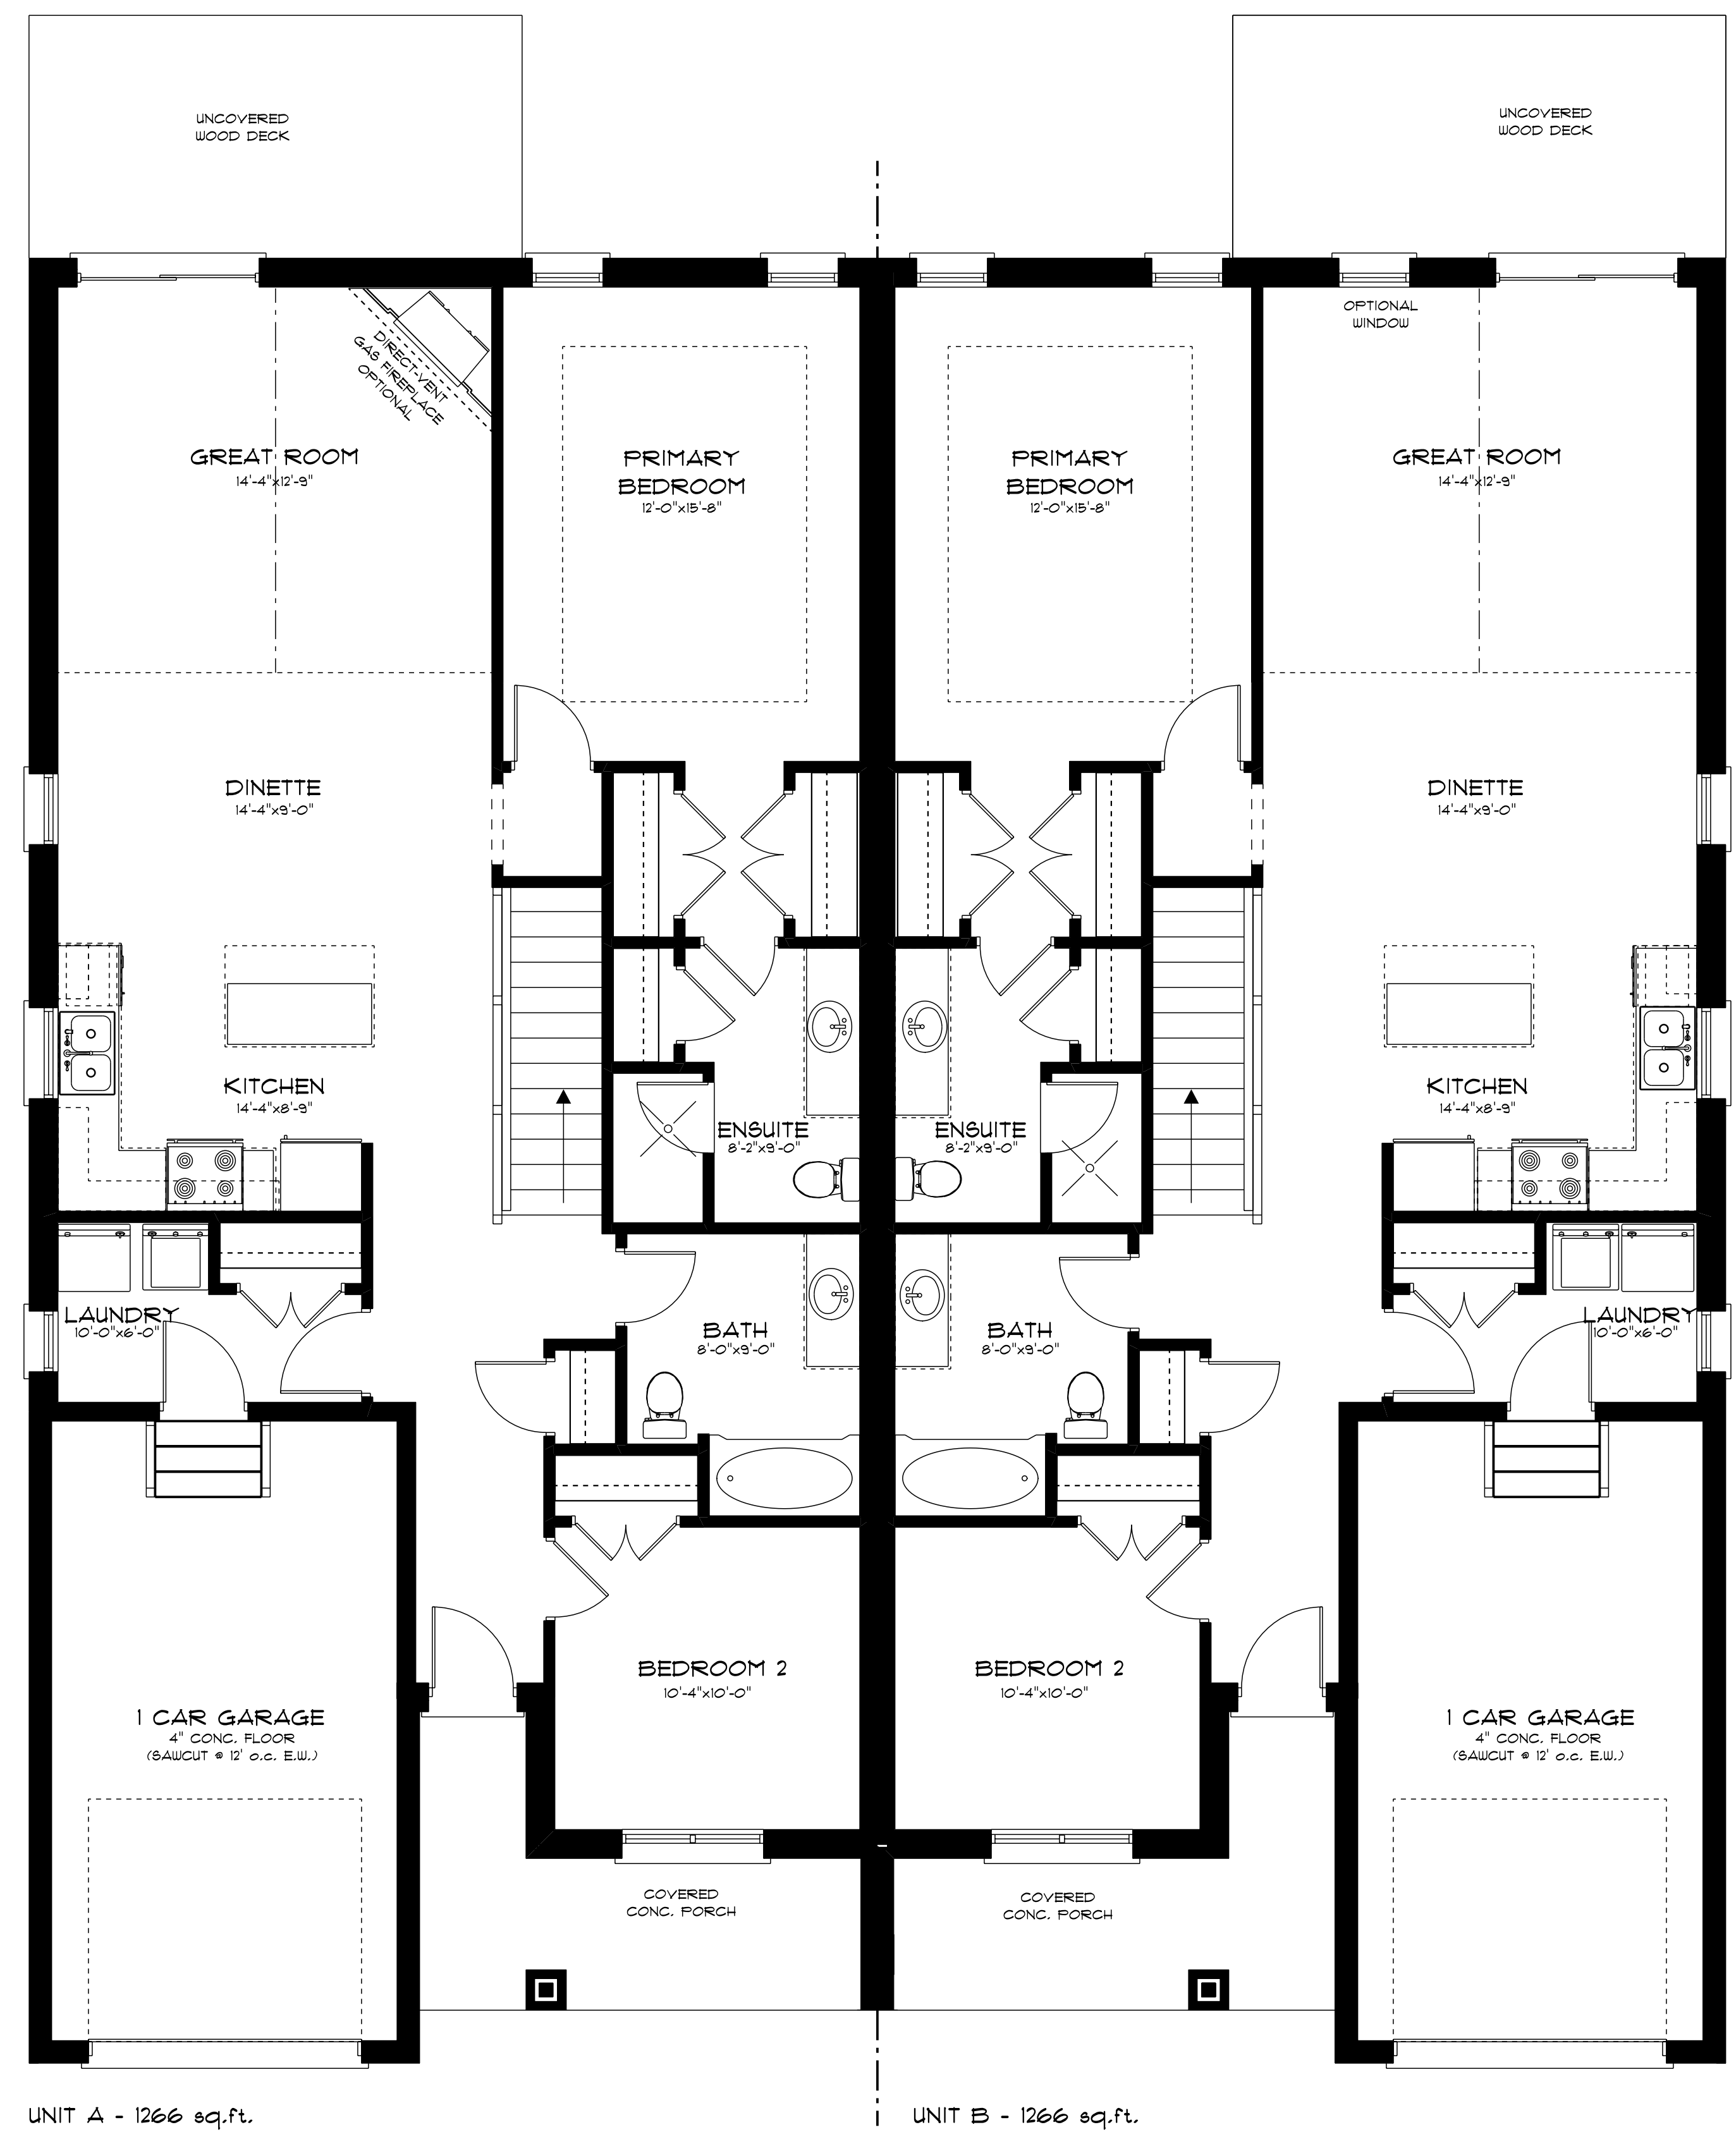 UNCOVERED
WOOD DECK
UNCOVERED
WOOD DECK
OPTIONAL
WINDOW
DIRECT-VENT
GAS FIREPLACE
OPTIONAL
GREAT ROOM
14'-4"x12'-9"
PRIMARY
BEDROOM
12'-0"x15'-8"
PRIMARY
BEDROOM
12'-0"x15'-8"
GREAT ROOM
14'-4"x12'-9"
DINETTE
14'-4"x9'-0"
DINETTE
14'-4"x9'-0"
KITCHEN
14'-4"x8'-9"
ENSUITE
8'-2"x9'-0"
ENSUITE
8'-2"x9'-0"
KITCHEN
14'-4"x8'-9"
LAUNDRY
10'-0"x6'-0"
BATH
8'-0"x9'-0"
BATH
8'-0"x9'-0"
LAUNDRY
10'-0"x6'-0"
BEDROOM 2
10'-4"x10'-0"
BEDROOM 2
10'-4"x10'-0"
1 CAR GARAGE
4" CONC. FLOOR
(SAWCUT @ 12' o.c. E.W.)
1 CAR GARAGE
4" CONC. FLOOR
(SAWCUT @ 12' o.c. E.W.)
COVERED
CONC. PORCH
COVERED
CONC. PORCH
UNIT A - 1266 sq.ft.
UNIT B - 1266 sq.ft.